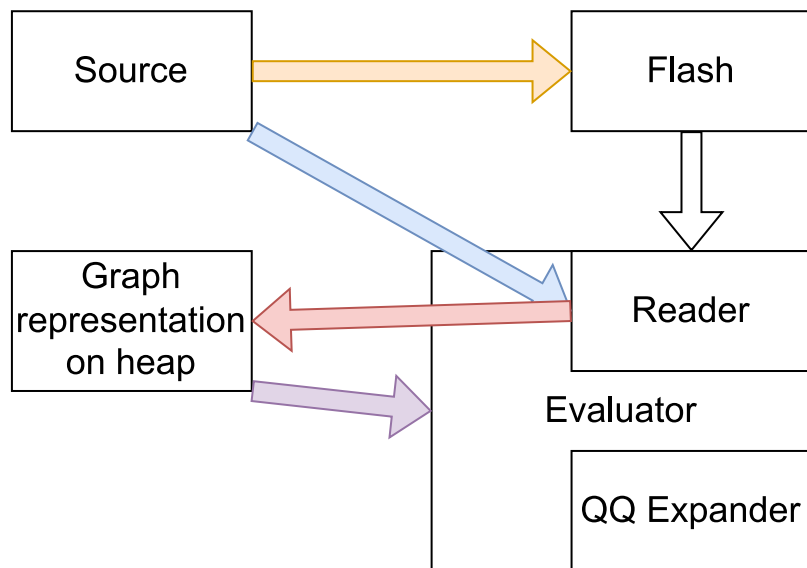 Source
Flash
Graph
representation
on heap
Reader
Evaluator
QQ Expander